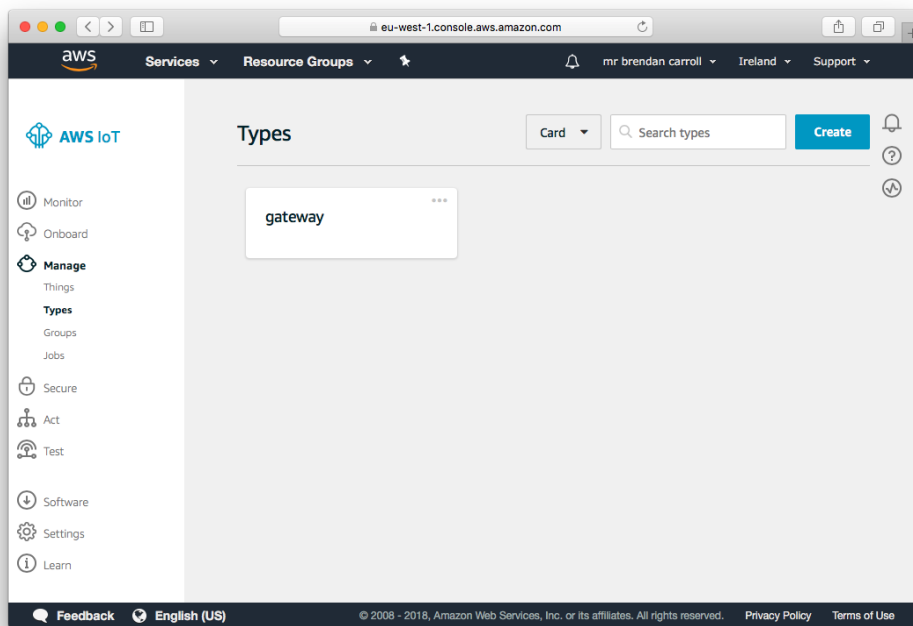 eu-west-1.console.aws.amazon.com
aws Services Resource Groups mr brendan carroll Ireland Support
AWS IoT
Monitor
Onboard
Manage
Things
Types
Groups
Jobs
Secure
Act
Test
Software
Settings
Learn
Types Card Search types Create
gateway
Feedback English (US) © 2008 - 2018, Amazon Web Services, Inc. or its affiliates. All rights reserved. Privacy Policy Terms of Use